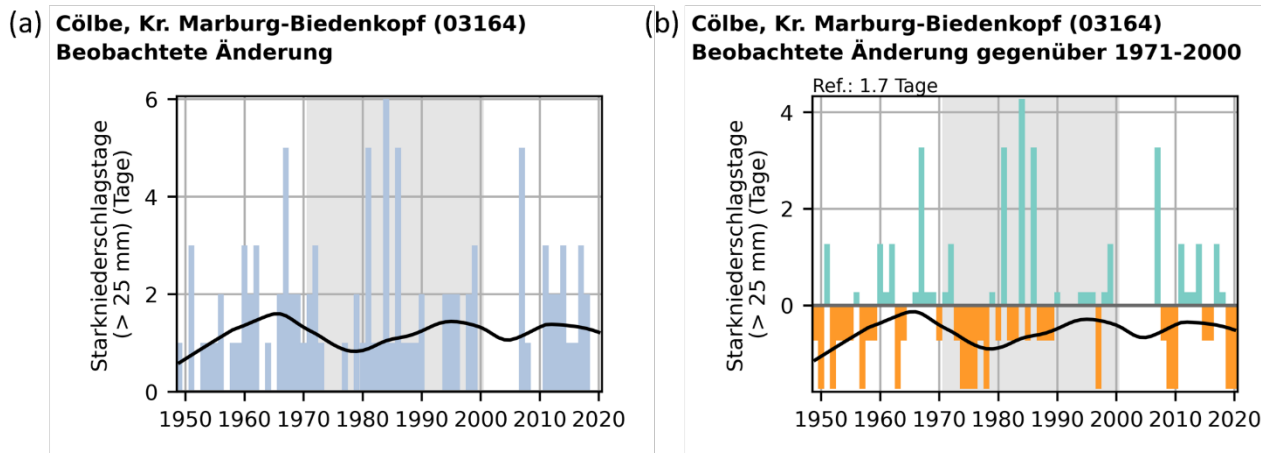 (a)
Cölbe, Kr. Marburg-Biedenkopf (03164)
Beobachtete Änderung
Starkniederschlagstage
(> 25 mm) (Tage)
6
4
2
0
1950 1960 1970 1980 1990 2000 2010 2020
(b)
Cölbe, Kr. Marburg-Biedenkopf (03164)
Beobachtete Änderung gegenüber 1971-2000
Ref.: 1.7 Tage
Starkniederschlagstage
(> 25 mm) (Tage)
4
2
0
1950 1960 1970 1980 1990 2000 2010 2020